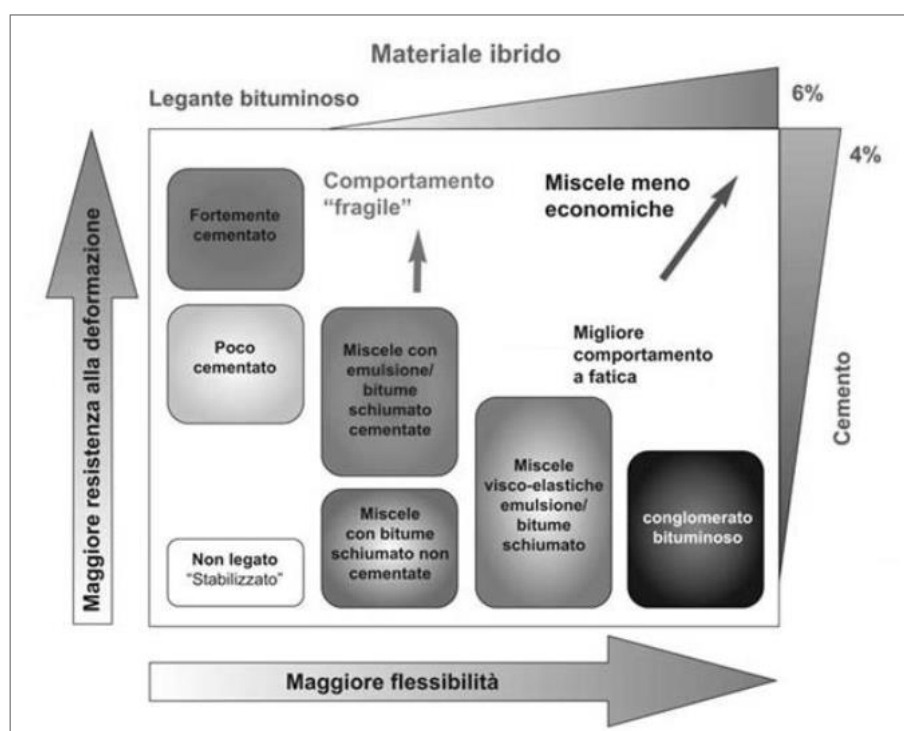 Materiale ibrido
Legante bituminoso
6%
4%
Maggiore resistenza alla deformazione
Fortemente
cementato
Comportamento
“fragile”
Miscele meno
economiche
Poco
cementato
Miscele con
emulsione/
bitume
schiumato
cementate
Migliore
comportamento
a fatica
Cemento
Miscele
visco-elastiche
emulsione/
bitume
schiumato
conglomerato
bituminoso
Miscele
con bitume
schiumato non
cementate
Non legato
“Stabilizzato”
Maggiore flessibilità